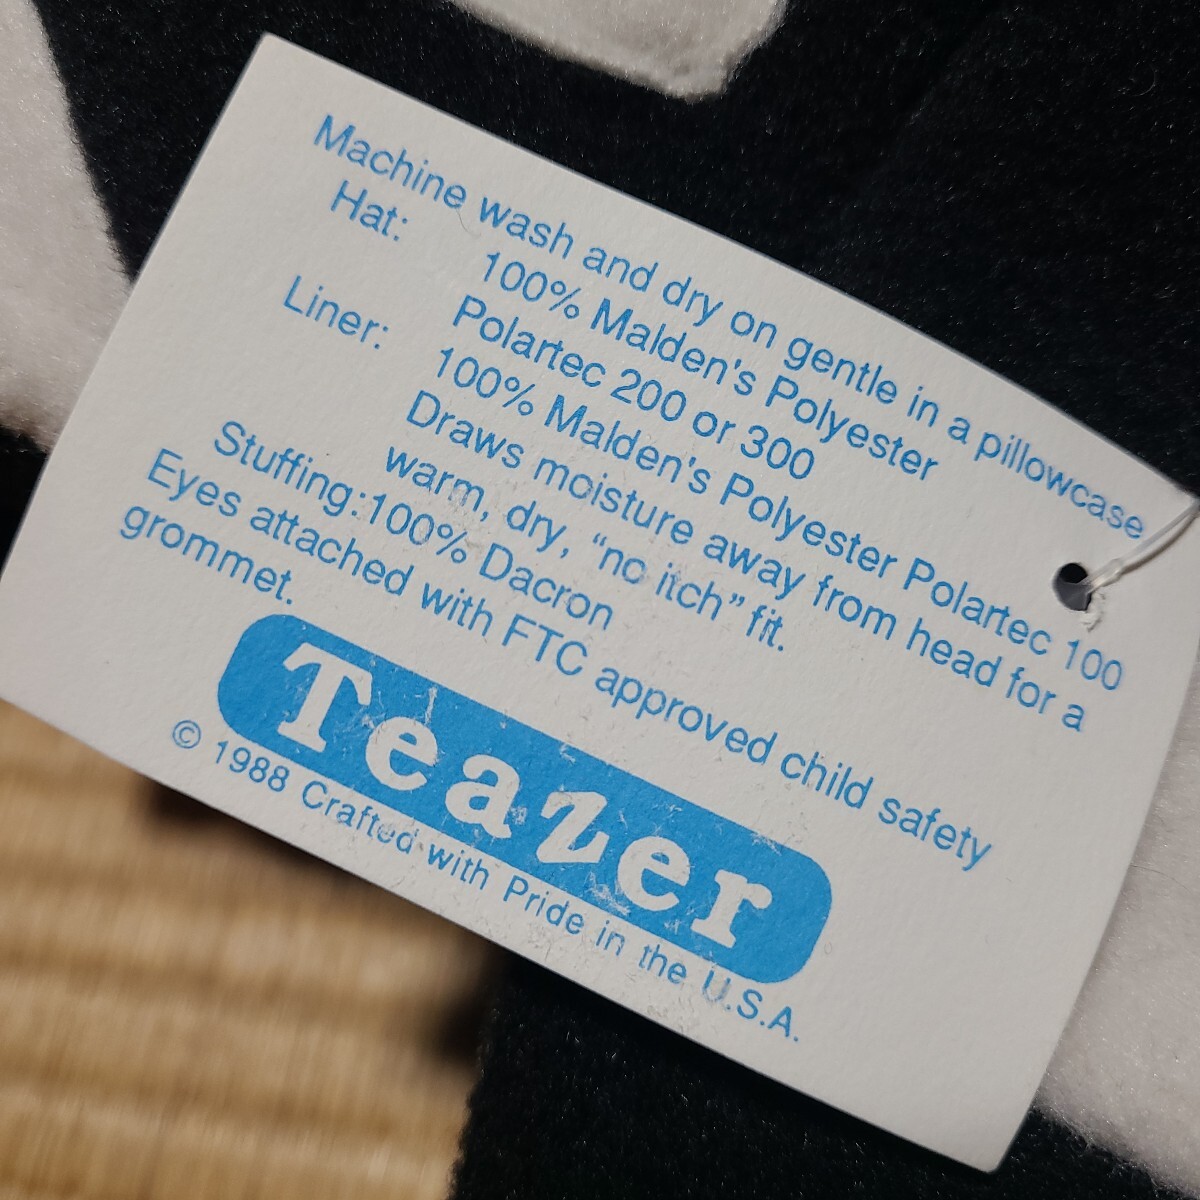 Machine wash and dry on gentle in a pillowcase
Hat: 100% Malden's Polyester
Polartec 200 or 300
Liner: 100% Malden's Polyester Polartec 100
Draws moisture away from head for a
warm, dry, “no itch” fit.
Stuffing:100% Dacron
Eyes attached with FTC approved child safety
grommet.
Teazer
© 1988 Crafted with Pride in the U.S.A.